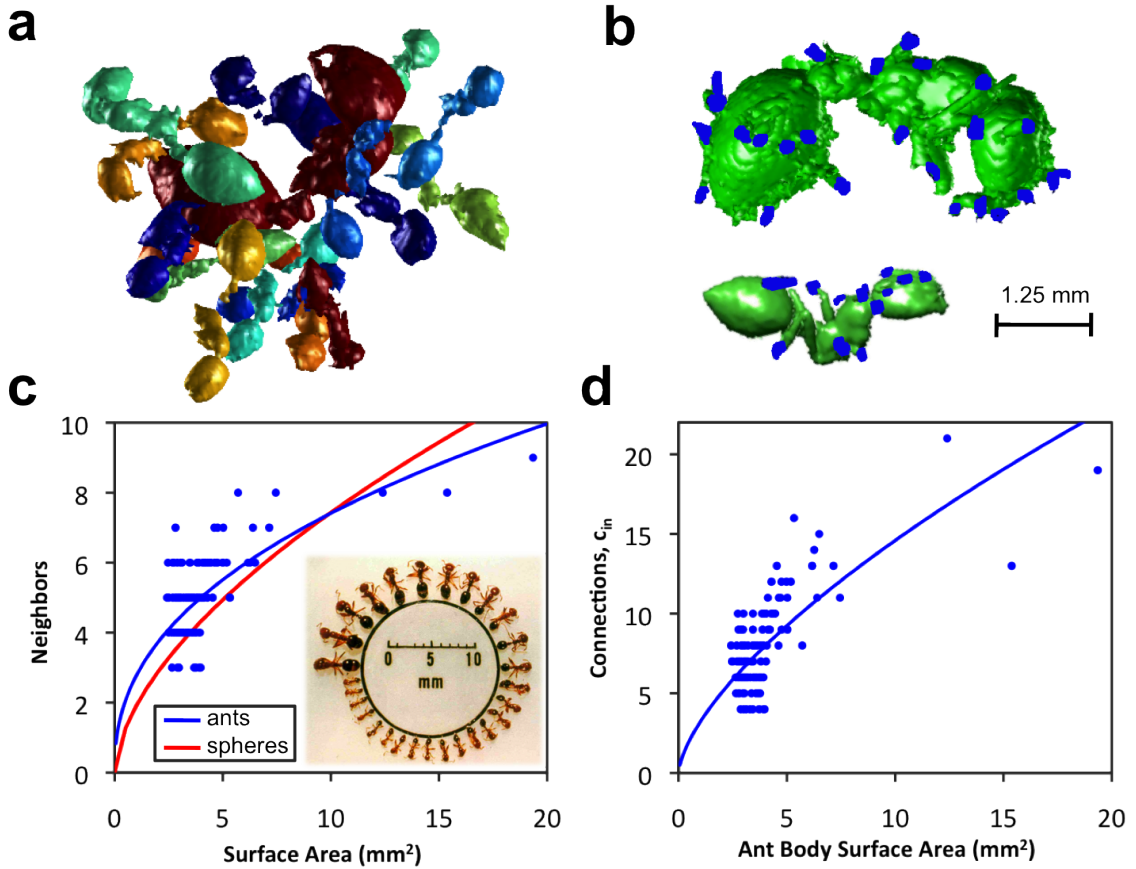 a
b
1.25 mm
c
d
10
8
6
4
2
0
Neighbors
ants
spheres
0 5 10
mm
0 5 10 15 20
Surface Area (mm²)
20
15
10
5
0
Connections, c_in
0 5 10 15 20
Ant Body Surface Area (mm²)